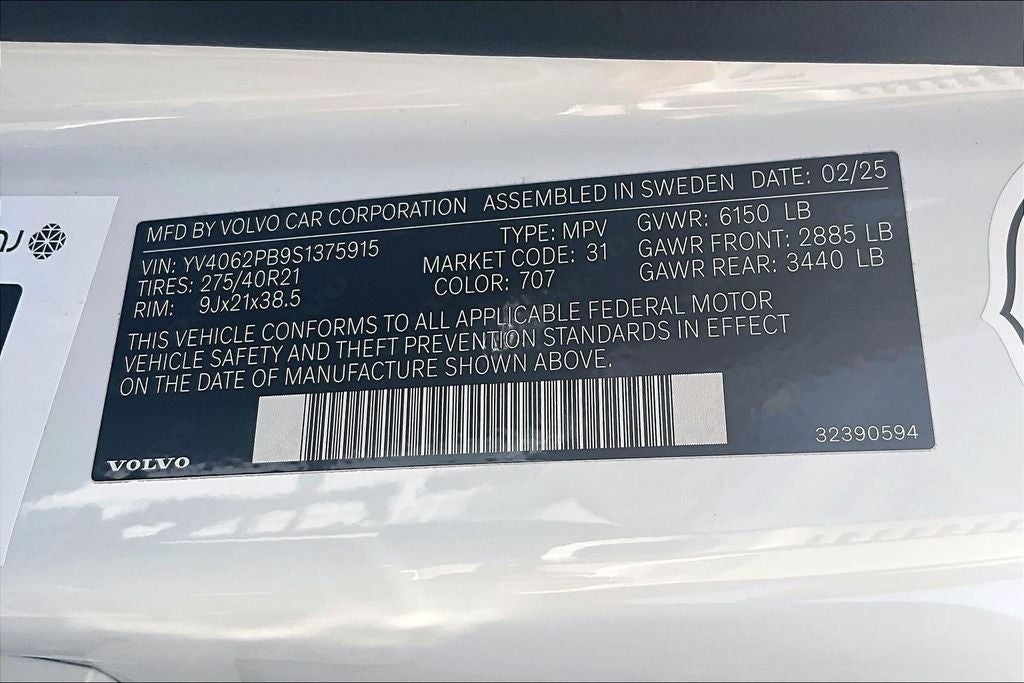 MFD BY VOLVO CAR CORPORATION ASSEMBLED IN SWEDEN DATE: 02/25
VIN: YV4062PB9S1375915 TYPE: MPV GVWR: 6150 LB
TIRES: 275/40R21 MARKET CODE: 31 GAWR FRONT: 2885 LB
RIM: 9Jx21x38.5 COLOR: 707 GAWR REAR: 3440 LB
THIS VEHICLE CONFORMS TO ALL APPLICABLE FEDERAL MOTOR
VEHICLE SAFETY AND THEFT PREVENTION STANDARDS IN EFFECT
ON THE DATE OF MANUFACTURE SHOWN ABOVE.
VOLVO 32390594